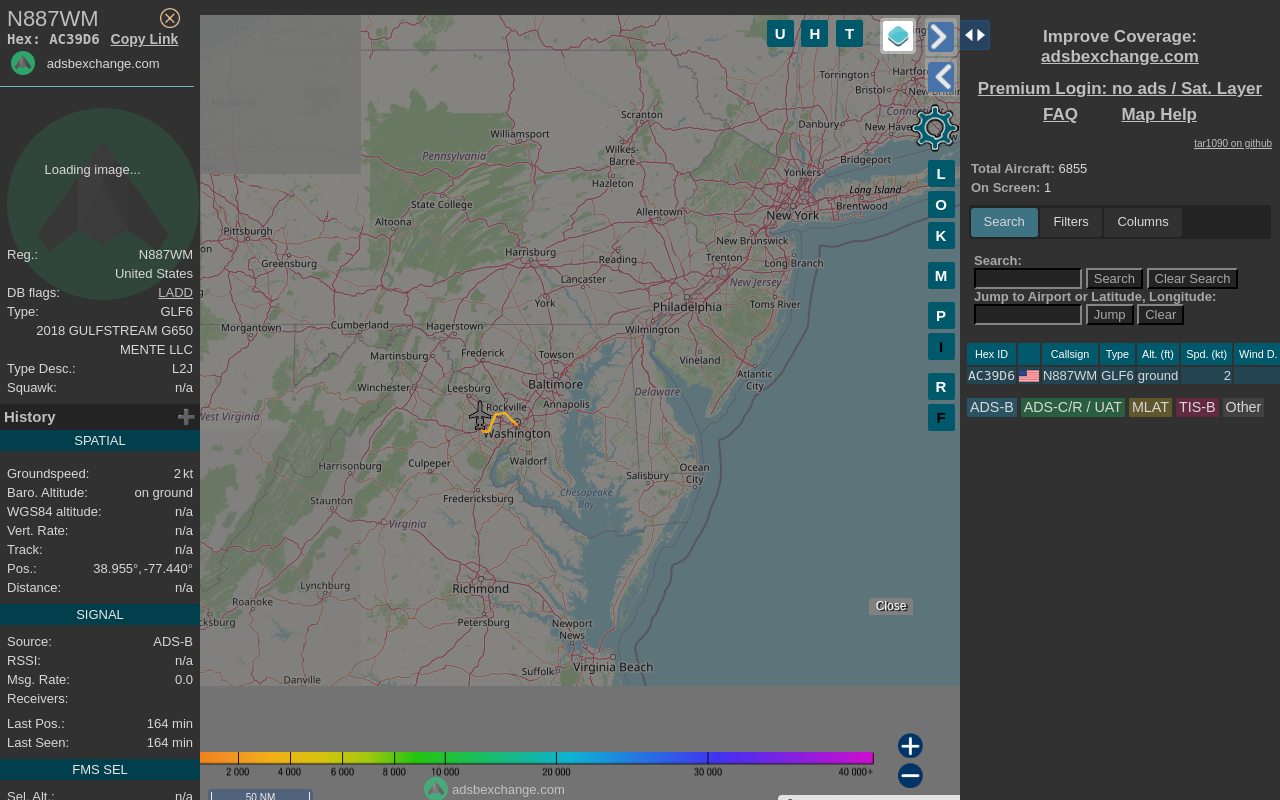 N887WM
Hex: AC39D6 Copy Link
adsbexchange.com
Loading image...
Reg.: N887WM
United States
DB flags: LADD
Type: GLF6
2018 GULFSTREAM G650
MENTE LLC
Type Desc.: L2J
Squawk: n/a
History
SPATIAL
Groundspeed: 2 kt
Baro. Altitude: on ground
WGS84 altitude: n/a
Vert. Rate: n/a
Track: n/a
Pos.: 38.955°, -77.440°
Distance: n/a
SIGNAL
Source: ADS-B
RSSI: n/a
Msg. Rate: 0.0
Receivers:
Last Pos.: 164 min
Last Seen: 164 min
FMS SEL
Sel. Alt.: n/a
U H T
L
O
K
M
P
I
R
F
Torrington
Hartfor
Bristol
New Britain
Connec
Scranton
Danbury
New Have
Williamsport
Wilkes-
Barre
Pennsylvania
Bridgeport
Yonkers
Hazleton
Long Island
State College
Allentown
New York
Brentwood
Altoona
Pittsburgh
New Brunswick
Harrisburg
Reading
Trenton
Long Branch
Greensburg
Lancaster
New Jersey
York
Philadelphia
Toms River
Morgantown
Cumberland
Hagerstown
Wilmington
Martinsburg
Frederick
Towson
Vineland
Atlantic
City
Winchester
Leesburg
Baltimore
Delaware
Rockville
Annapolis
West Virginia
Washington
Waldorf
Harrisonburg
Culpeper
Salisbury
Ocean
City
Staunton
Fredericksburg
Chesapeake
Bay
Virginia
Lynchburg
Richmond
Roanoke
cksburg
Petersburg
Newport
News
Virginia Beach
Suffolk
Danville
Close
2 000 4 000 6 000 8 000 10 000 20 000 30 000 40 000+
adsbexchange.com
50 NM
Improve Coverage:
adsbexchange.com
Premium Login: no ads / Sat. Layer
FAQ Map Help
tar1090 on github
Total Aircraft: 6855
On Screen: 1
Search Filters Columns
Search:
Search Clear Search
Jump to Airport or Latitude, Longitude:
Jump Clear
Hex ID Callsign Type Alt. (ft) Spd. (kt) Wind D.
AC39D6 N887WM GLF6 ground 2
ADS-B ADS-C/R / UAT MLAT TIS-B Other